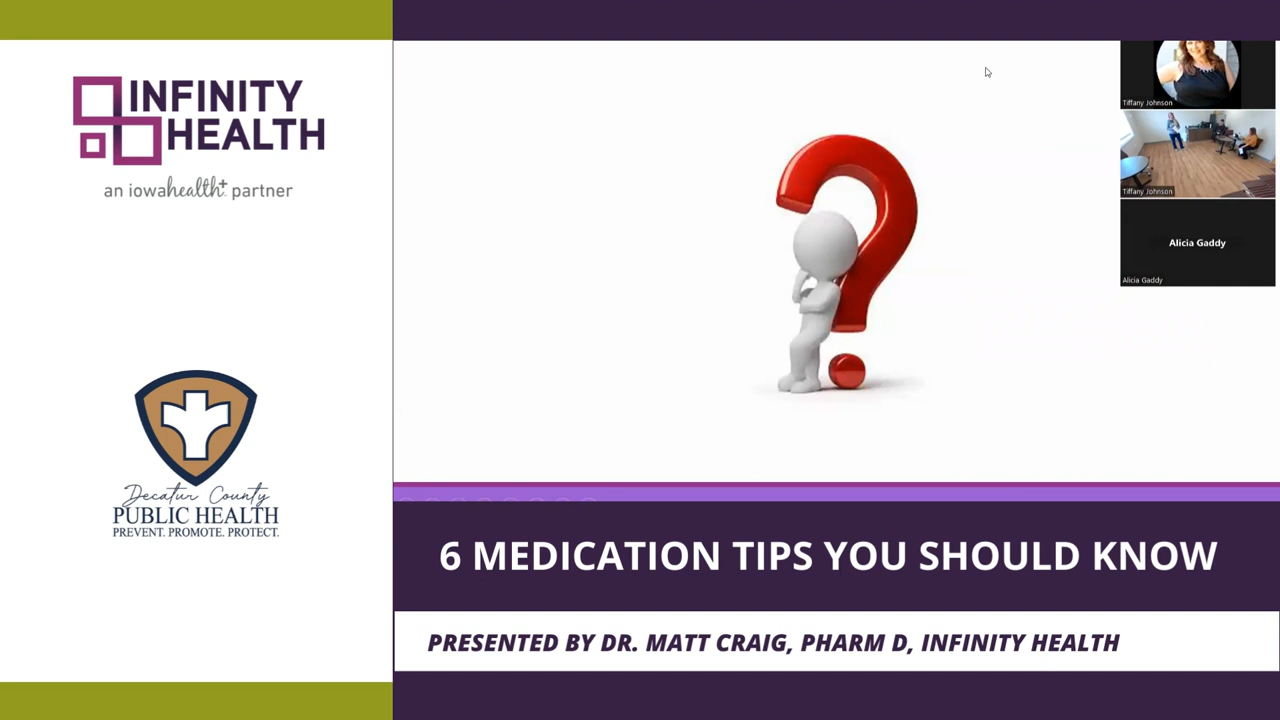 INFINITY
HEALTH
an iowahealth+ partner
Decatur County
PUBLIC HEALTH
PREVENT. PROMOTE. PROTECT.
Tiffany Johnson
Tiffany Johnson
Alicia Gaddy
Alicia Gaddy
6 MEDICATION TIPS YOU SHOULD KNOW
PRESENTED BY DR. MATT CRAIG, PHARM D, INFINITY HEALTH